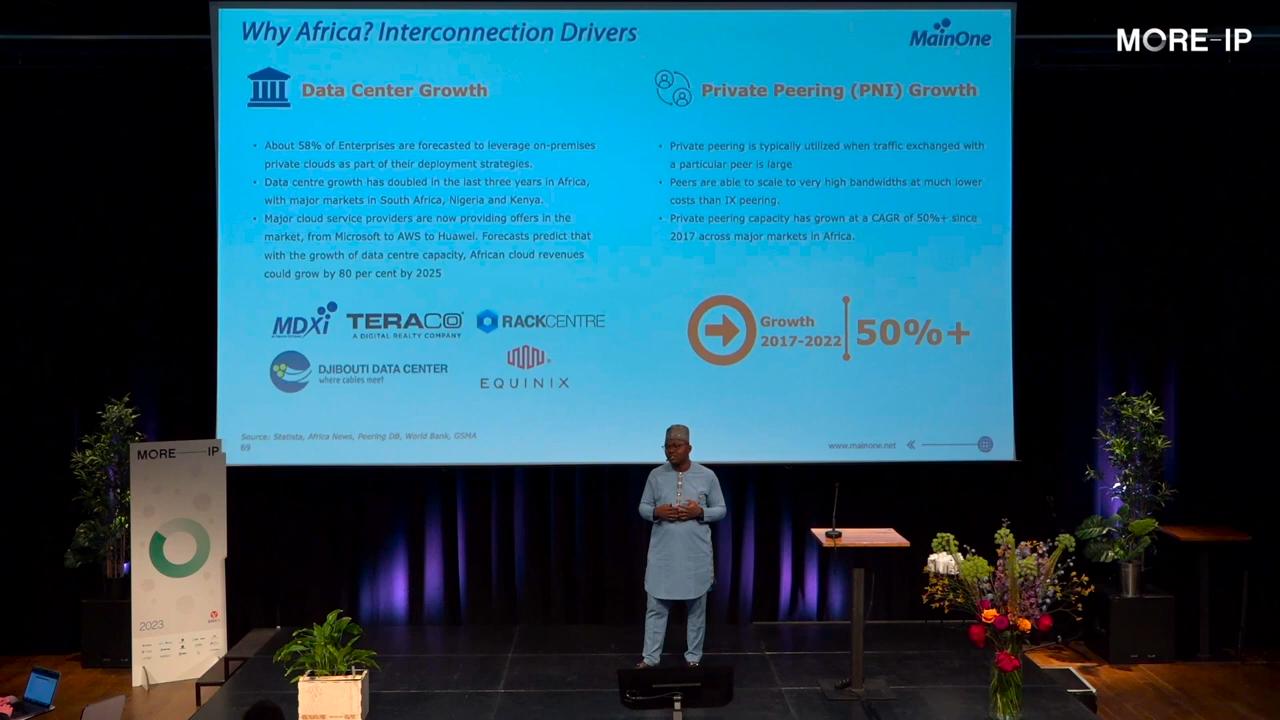 Why Africa? Interconnection Drivers
MainOne
MORE-IP
Data Center Growth
Private Peering (PNI) Growth
• About 58% of Enterprises are forecasted to leverage on-premises
private clouds as part of their deployment strategies.
• Data centre growth has doubled in the last three years in Africa,
with major markets in South Africa, Nigeria and Kenya.
• Major cloud service providers are now providing offers in the
market, from Microsoft to AWS to Huawei. Forecasts predict that
with the growth of data centre capacity, African cloud revenues
could grow by 80 per cent by 2025
• Private peering is typically utilized when traffic exchanged with
a particular peer is large
• Peers are able to scale to very high bandwidths at much lower
costs than IX peering.
• Private peering capacity has grown at a CAGR of 50%+ since
2017 across major markets in Africa.
MDXi
TERACO
A DIGITAL REALTY COMPANY
RACKCENTRE
DJIBOUTI DATA CENTER
where cables meet
EQUINIX
Growth
2017-2022
50%+
Source: Statista, Africa News, Peering DB, World Bank, GSMA
69
www.mainone.net
MORE IP
2023